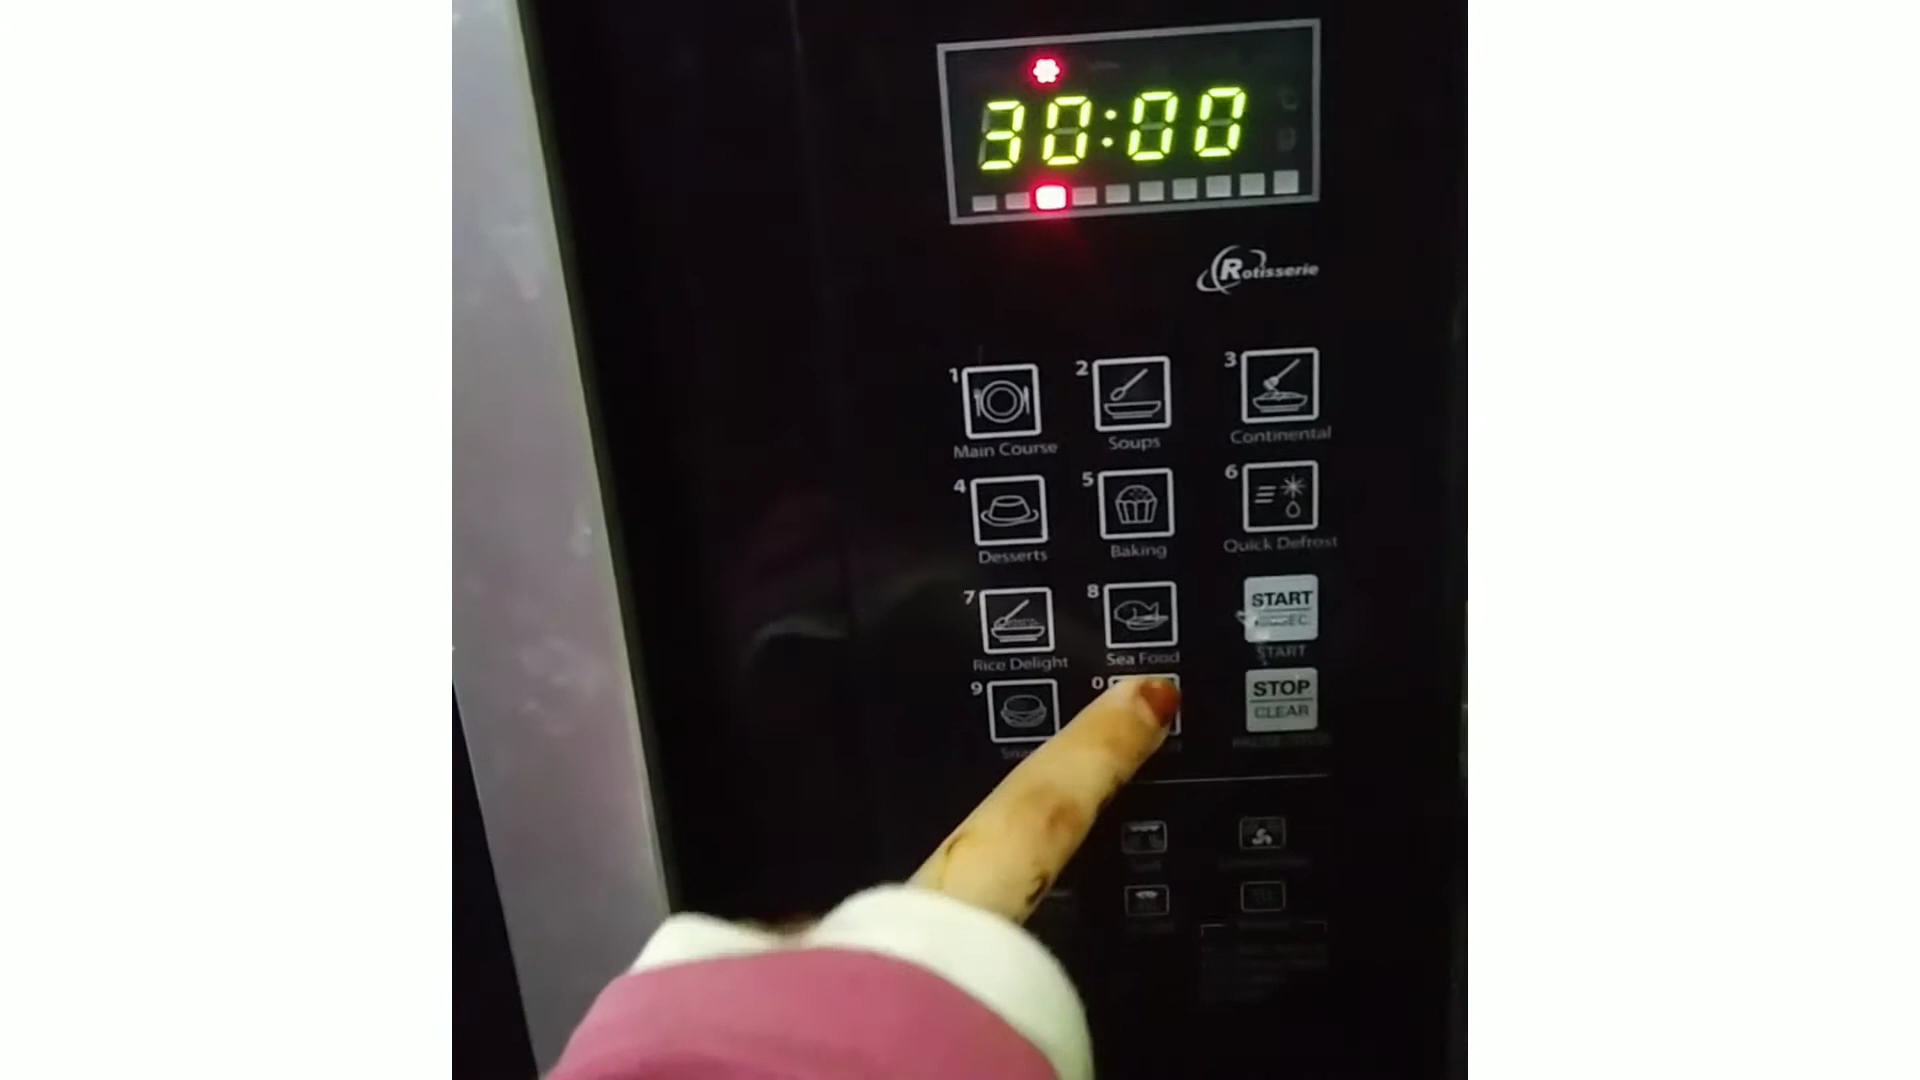 30:00
Rotisserie
1 2 3
Main Course Soups Continental
4 5 6
Desserts Baking Quick Defrost
7 8 START
Rice Delight Sea Food START
9 0 STOP
CLEAR